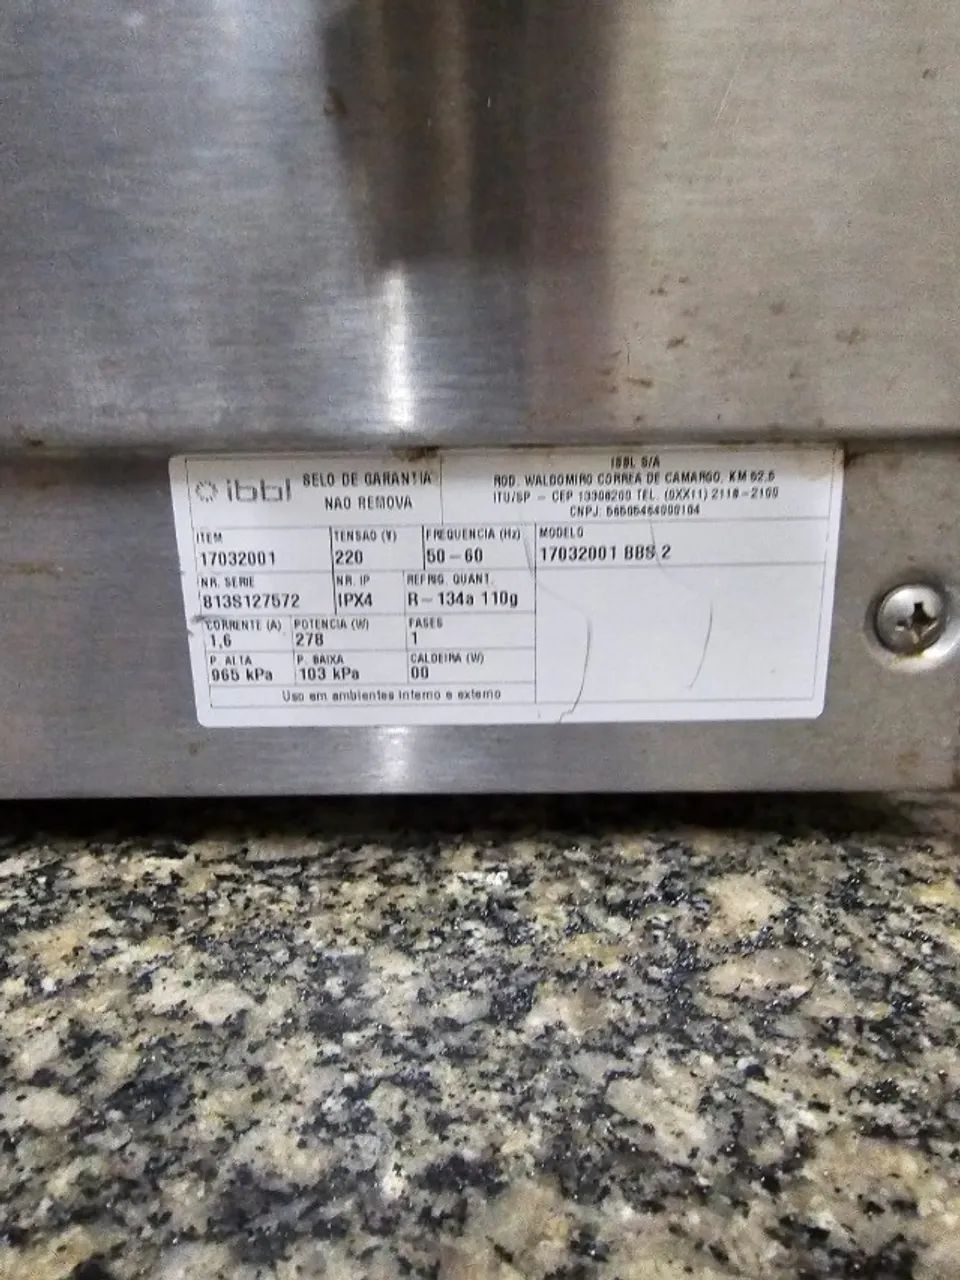 ibbl
SELO DE GARANTIA
NAO REMOVA
IBBL S/A
ROD. WALDOMIRO CORREA DE CAMARGO, KM 62,5
ITU/SP - CEP 13308200 TEL. (0XX11) 2118-2100
CNPJ:
ITEM
17032001
TENSAO (V)
220
FREQUENCIA (Hz)
50-60
MODELO
17032001 BBS 2
NR. SERIE
813S127572
NR. IP
IPX4
REFRIG. QUANT.
R-134a 110g
CORRENTE (A)
1,6
POTENCIA (W)
278
FASES
1
P. ALTA
965 kPa
P. BAIXA
103 kPa
CALDEIRA (W)
00
Uso em ambientes interno e externo